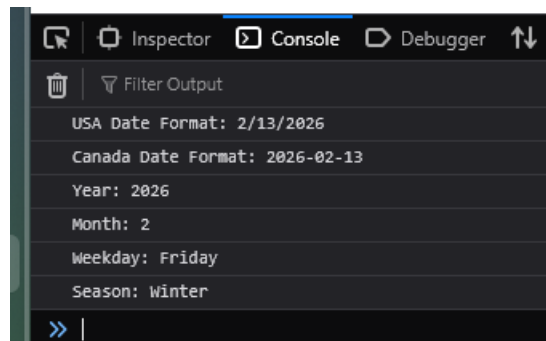 Inspector Console Debugger
Filter Output
USA Date Format: 2/13/2026
Canada Date Format: 2026-02-13
Year: 2026
Month: 2
Weekday: Friday
Season: Winter